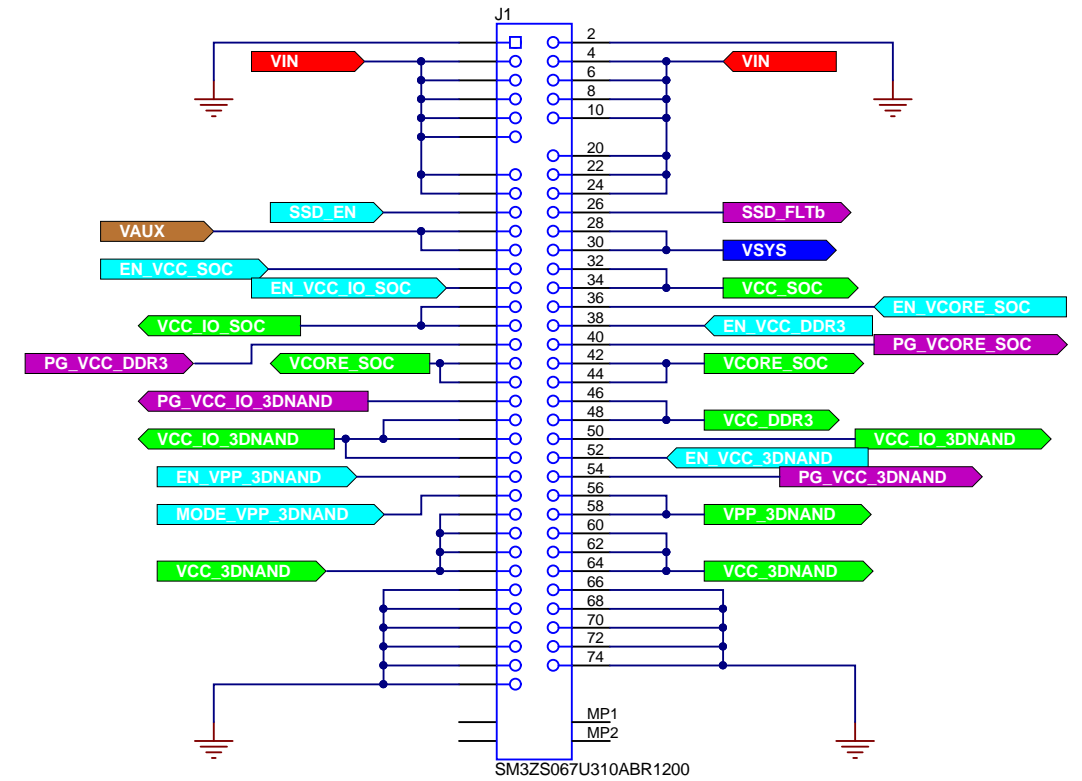 J1
2
VIN
4
VIN
6
8
10
20
22
24
SSD_EN
26
SSD_FLTb
VAUX
28
30
VSYS
EN_VCC_SOC
32
EN_VCC_IO_SOC
34
VCC_SOC
36
EN_VCORE_SOC
VCC_IO_SOC
38
EN_VCC_DDR3
40
PG_VCORE_SOC
PG_VCC_DDR3
VCORE_SOC
42
VCORE_SOC
44
PG_VCC_IO_3DNAND
46
48
VCC_DDR3
VCC_IO_3DNAND
50
VCC_IO_3DNAND
52
EN_VCC_3DNAND
EN_VPP_3DNAND
54
PG_VCC_3DNAND
56
MODE_VPP_3DNAND
58
VPP_3DNAND
60
62
VCC_3DNAND
64
VCC_3DNAND
66
68
70
72
74
MP1
MP2
SM3ZS067U310ABR1200